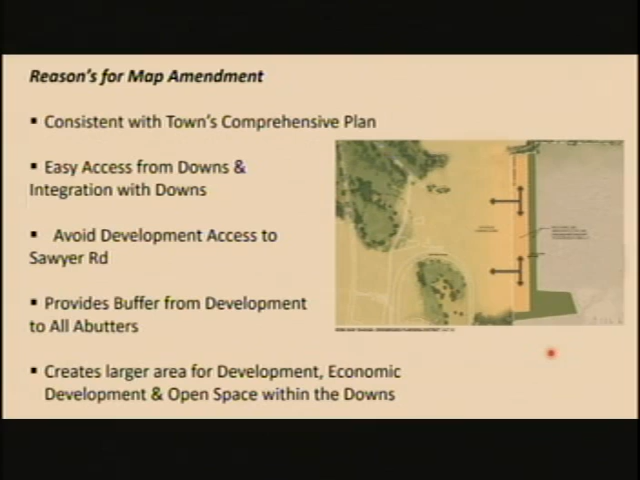 Reason's for Map Amendment
▪ Consistent with Town's Comprehensive Plan
▪ Easy Access from Downs &
Integration with Downs
▪ Avoid Development Access to
Sawyer Rd
▪ Provides Buffer from Development
to All Abutters
▪ Creates larger area for Development, Economic
Development & Open Space within the Downs